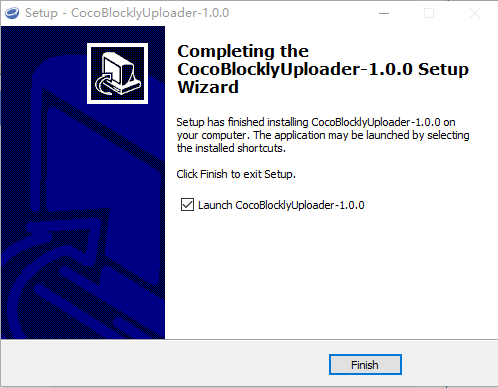 Setup - CocoBlocklyUploader-1.0.0
Completing the
CocoBlocklyUploader-1.0.0 Setup
Wizard
Setup has finished installing CocoBlocklyUploader-1.0.0 on
your computer. The application may be launched by selecting
the installed shortcuts.
Click Finish to exit Setup.
Launch CocoBlocklyUploader-1.0.0
Finish